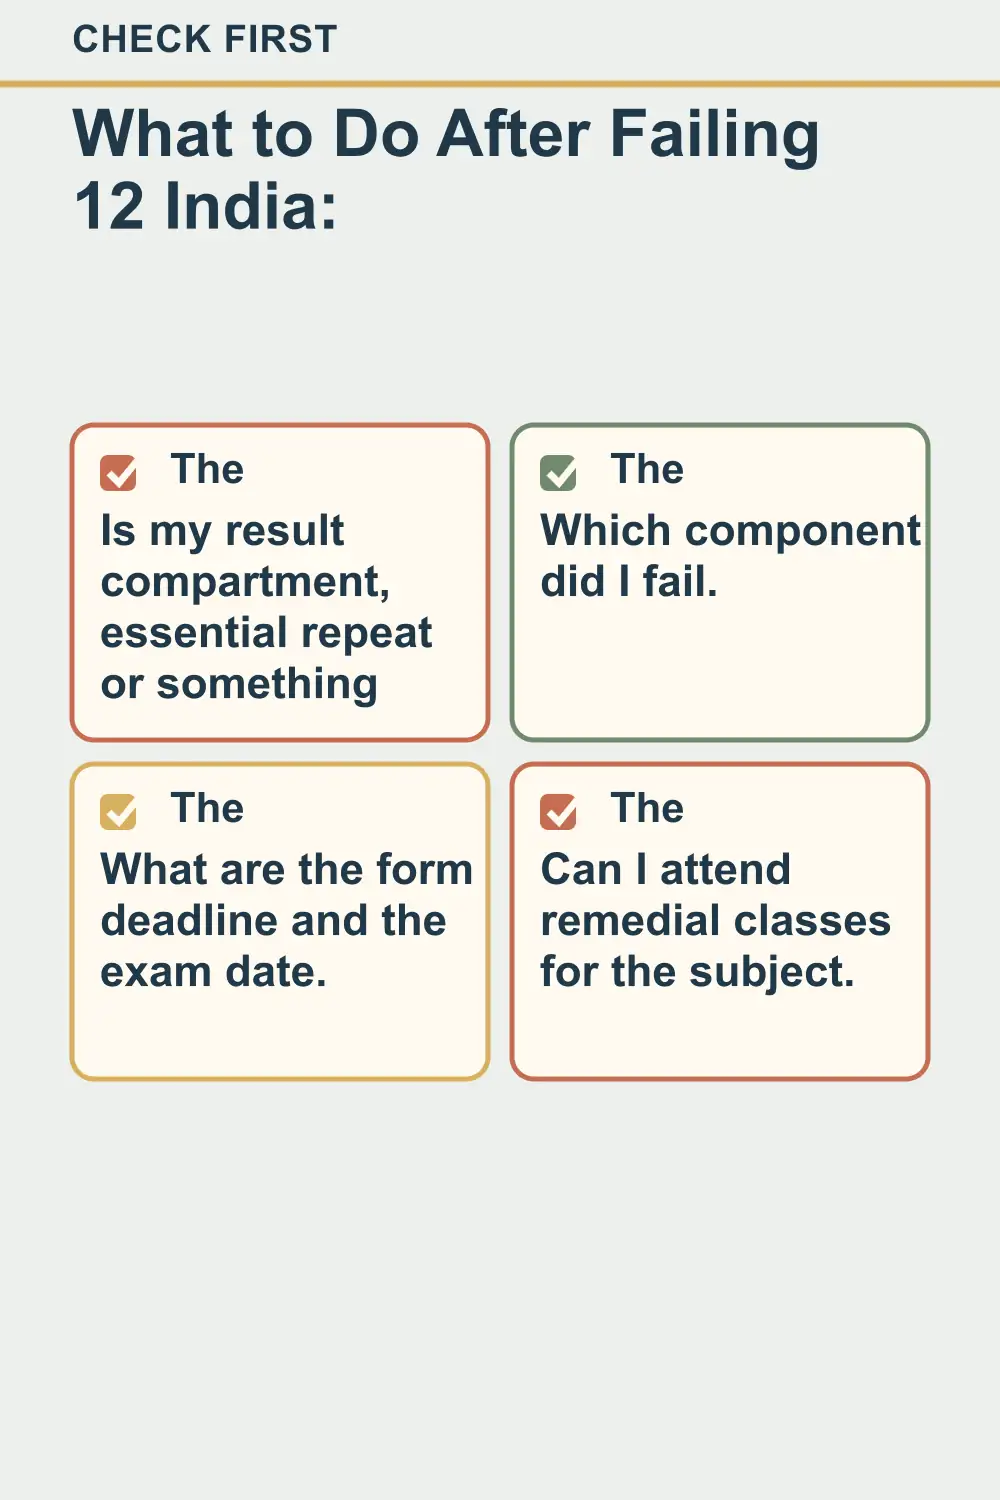 CHECK FIRST
What to Do After Failing
12 India:
The
Is my result
compartment,
essential repeat
or something
The
Which component
did I fail.
The
What are the form
deadline and the
exam date.
The
Can I attend
remedial classes
for the subject.